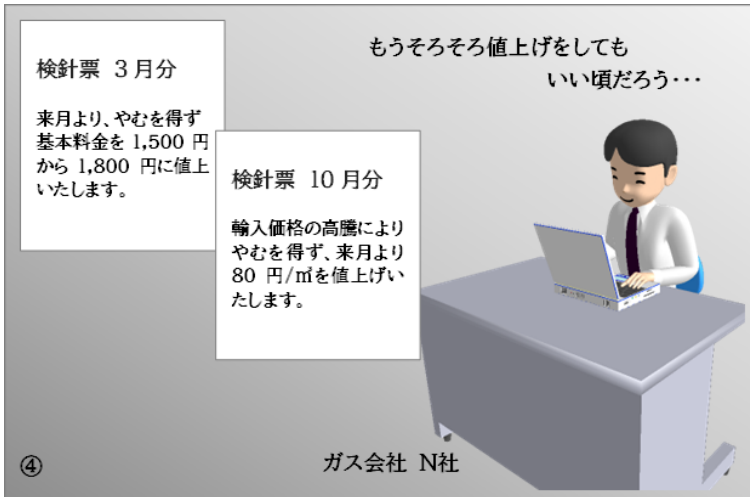 もうそろそろ値上げをしても
いい頃だろう・・・
検針票 3月分
来月より、やむを得ず
基本料金を 1,500 円
から 1,800 円に値上
いたします。
検針票 10月分
輸入価格の高騰により
やむを得ず、来月より
80 円/㎥を値上げい
たします。
④
ガス会社 N社